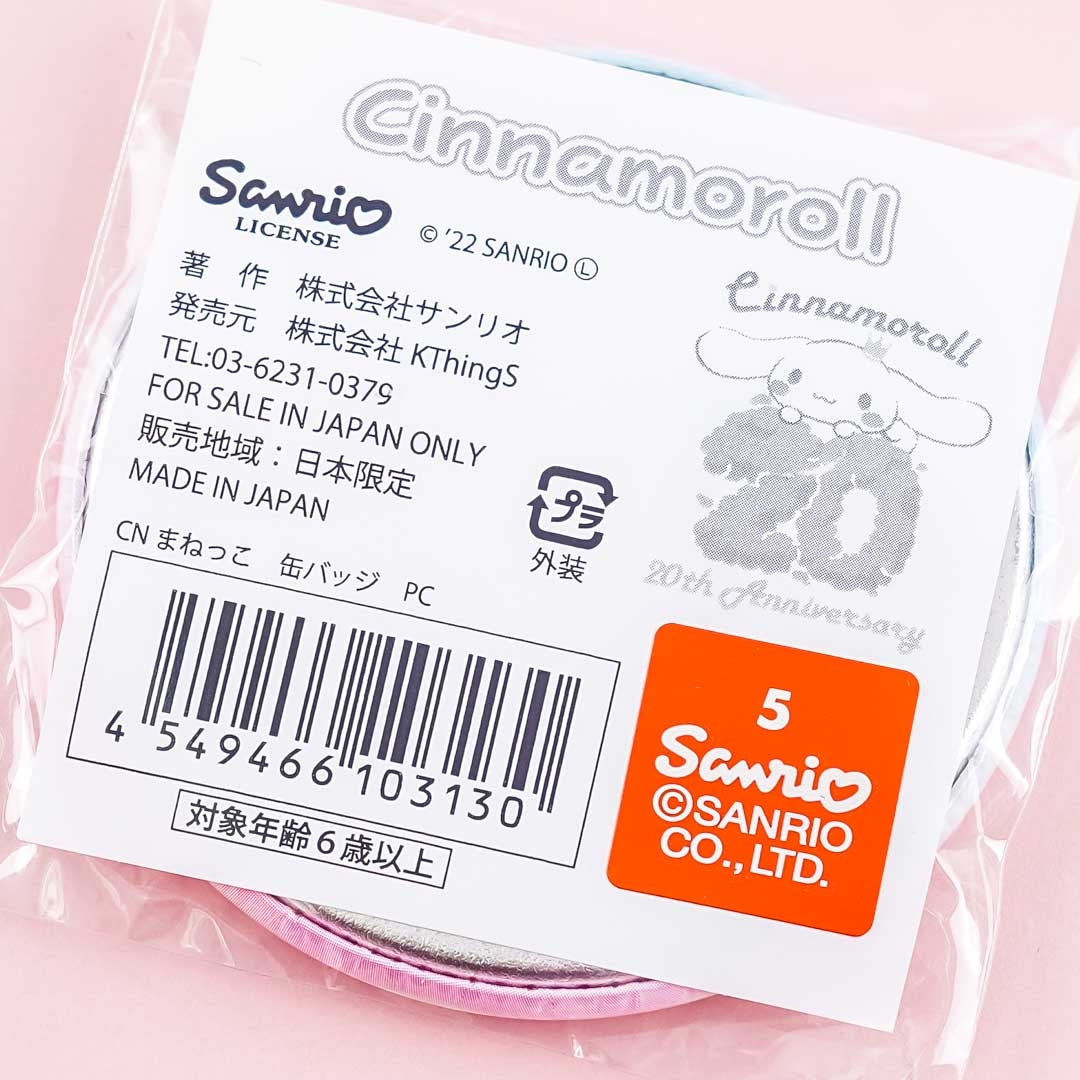 Cinnamoroll
Sanrio
LICENSE
© '22 SANRIO Ⓛ
著 作 株式会社サンリオ
発売元 株式会社 KThingS
TEL:03-6231-0379
FOR SALE IN JAPAN ONLY
販売地域：日本限定
MADE IN JAPAN
Cinnamoroll
20
20th Anniversary
プラ
外装
CN まねっこ 缶バッジ PC
4 549466 103130
対象年齢６歳以上
5
Sanrio
©SANRIO
CO., LTD.